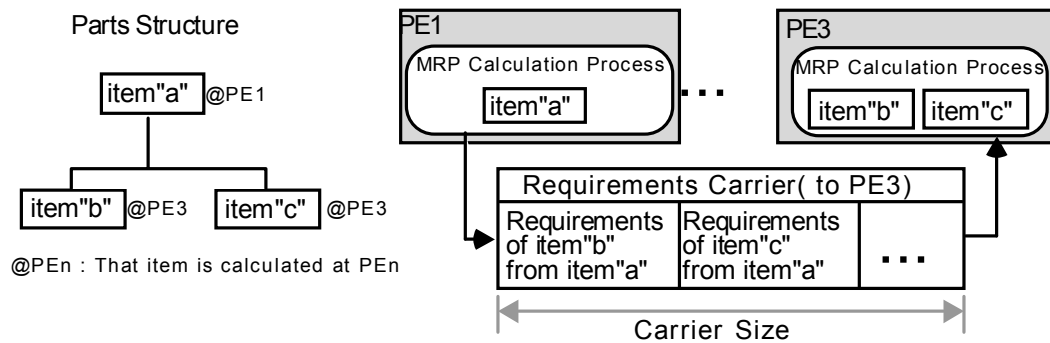 Parts Structure
item"a" @PE1
item"b" @PE3
item"c" @PE3
@PEn : That item is calculated at PEn
PE1
MRP Calculation Process
item"a"
...
PE3
MRP Calculation Process
item"b" item"c"
Requirements Carrier( to PE3)
Requirements
of item"b"
from item"a"
Requirements
of item"c"
from item"a"
...
Carrier Size